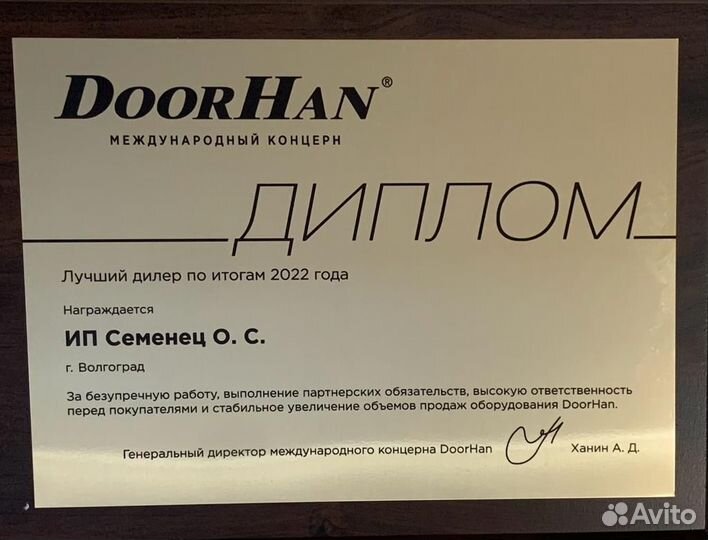 DOORHAN®
МЕЖДУНАРОДНЫЙ КОНЦЕРН
ДИПЛОМ
Лучший дилер по итогам 2022 года
Награждается
ИП Семенец О. С.
г. Волгоград
За безупречную работу, выполнение партнерских обязательств, высокую ответственность
перед покупателями и стабильное увеличение объемов продаж оборудования DoorHan.
Генеральный директор международного концерна DoorHan Ханин А. Д.
Avito